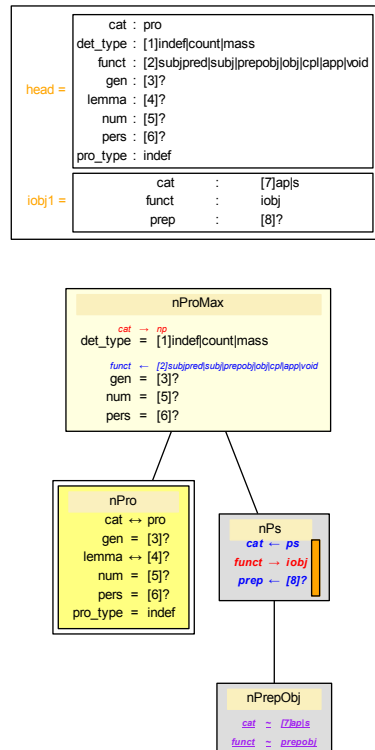 cat : pro
det_type : [1]indef|count|mass
funct : [2]subjpred|subj|prepobj|obj|cpl|app|void
gen : [3]?
head =
lemma : [4]?
num : [5]?
pers : [6]?
pro_type : indef
cat : [7]ap|s
iobj1 = funct : iobj
prep : [8]?
nProMax
cat → np
det_type = [1]indef|count|mass
funct ← [2]subjpred|subj|prepobj|obj|cpl|app|void
gen = [3]?
num = [5]?
pers = [6]?
nPro
cat ↔ pro
gen = [3]?
lemma ↔ [4]?
num = [5]?
pers = [6]?
pro_type = indef
nPs
cat ← ps
funct → iobj
prep ← [8]?
nPrepObj
cat ~ [7]ap|s
funct ~ prepobj